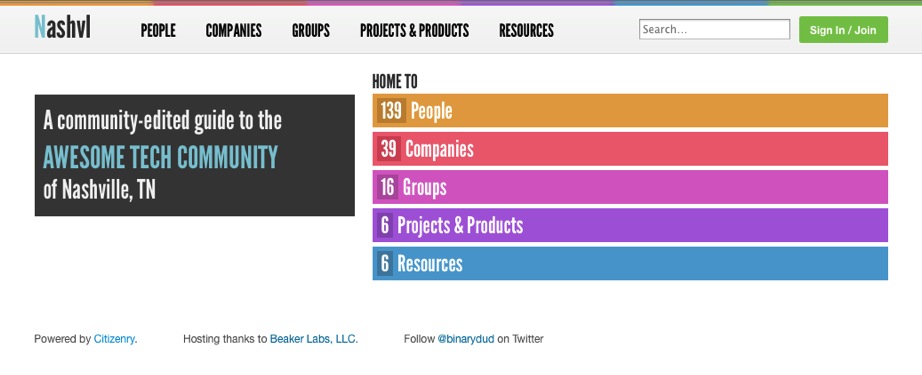 Nashvl
PEOPLE COMPANIES GROUPS PROJECTS & PRODUCTS RESOURCES
Search...
Sign In / Join
A community-edited guide to the
AWESOME TECH COMMUNITY
of Nashville, TN
HOME TO
139 People
39 Companies
16 Groups
6 Projects & Products
6 Resources
Powered by Citizenry. Hosting thanks to Beaker Labs, LLC. Follow @binarydud on Twitter